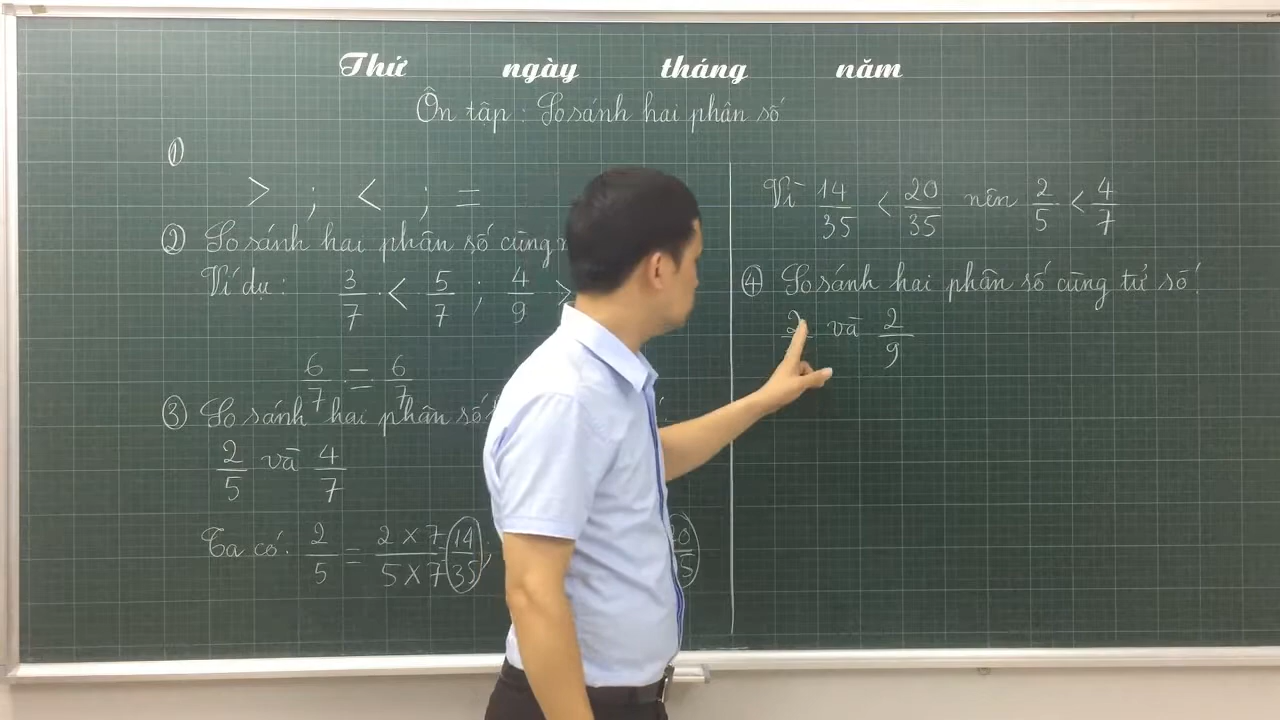 Thứ ngày tháng năm
Ôn tập : So sánh hai phân số
①
> ; < ; =
② So sánh hai phân số cùng
Ví dụ : 3/7 < 5/7 ; 4/9 >
6/7 = 6/7
③ So sánh hai phân số
2/5 và 4/7
Ta có: 2/5 = 2 × 7/5 × 7 14/35 ;
Vì 14/35 < 20/35 nên 2/5 < 4/7
④ So sánh hai phân số cùng tử số.
2 và 2/9